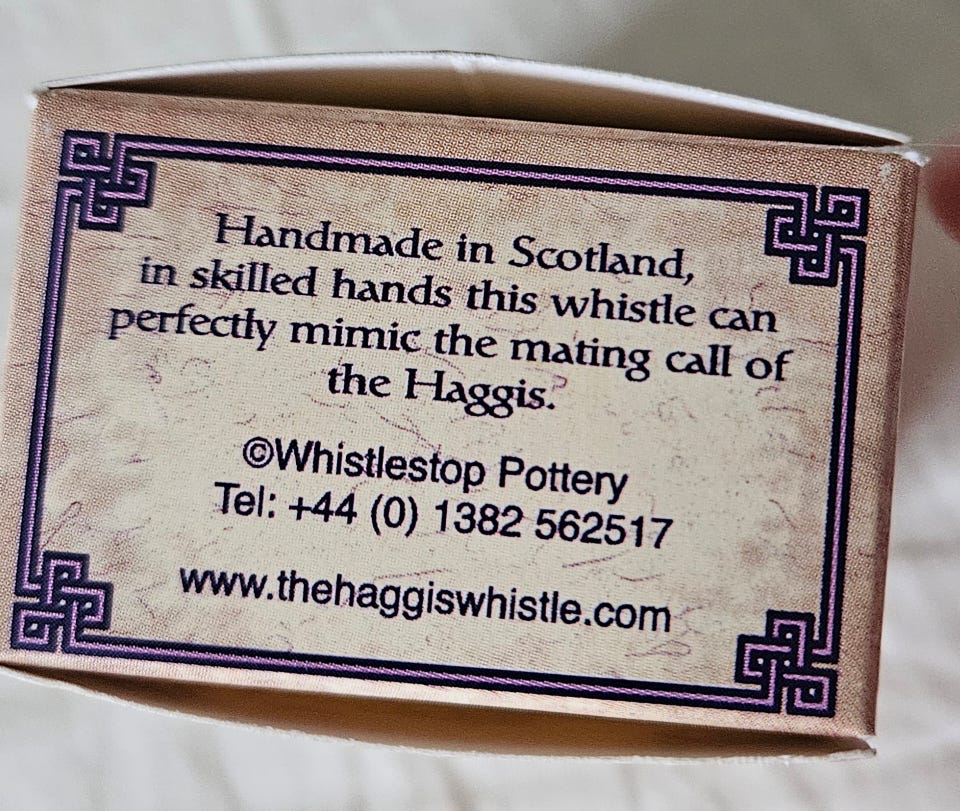 Handmade in Scotland,
in skilled hands this whistle can
perfectly mimic the mating call of
the Haggis.
©Whistlestop Pottery
Tel: +44 (0) 1382 562517
www.thehaggiswhistle.com